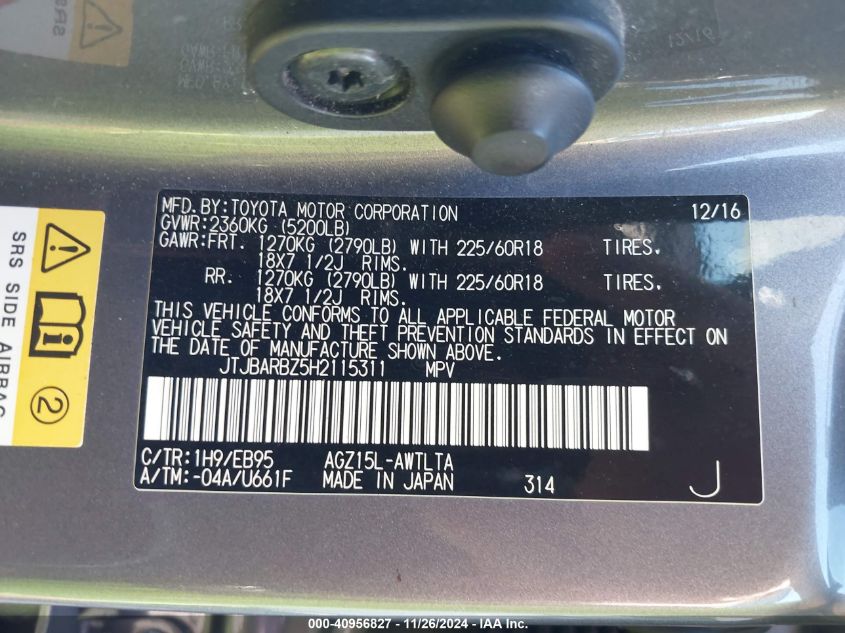 MFD.BY:TOYOTA MOTOR CORPORATION 12/16
GVWR:2360KG (5200LB)
GAWR:FRT. 1270KG (2790LB) WITH 225/60R18 TIRES.
18X7 1/2J RIMS.
RR. 1270KG (2790LB) WITH 225/60R18 TIRES.
18X7 1/2J RIMS.
THIS VEHICLE CONFORMS TO ALL APPLICABLE FEDERAL MOTOR
VEHICLE SAFETY AND THEFT PREVENTION STANDARDS IN EFFECT ON
THE DATE OF MANUFACTURE SHOWN ABOVE.
JTJBARBZ5H2115311 MPV
C/TR:1H9/EB95 AGZ15L-AWTLTA
A/TM:-04A/U661F MADE IN JAPAN 314 J
SRS SIDE AIRBAG
2
12/16
000-40956827 - 11/26/2024 - IAA Inc.